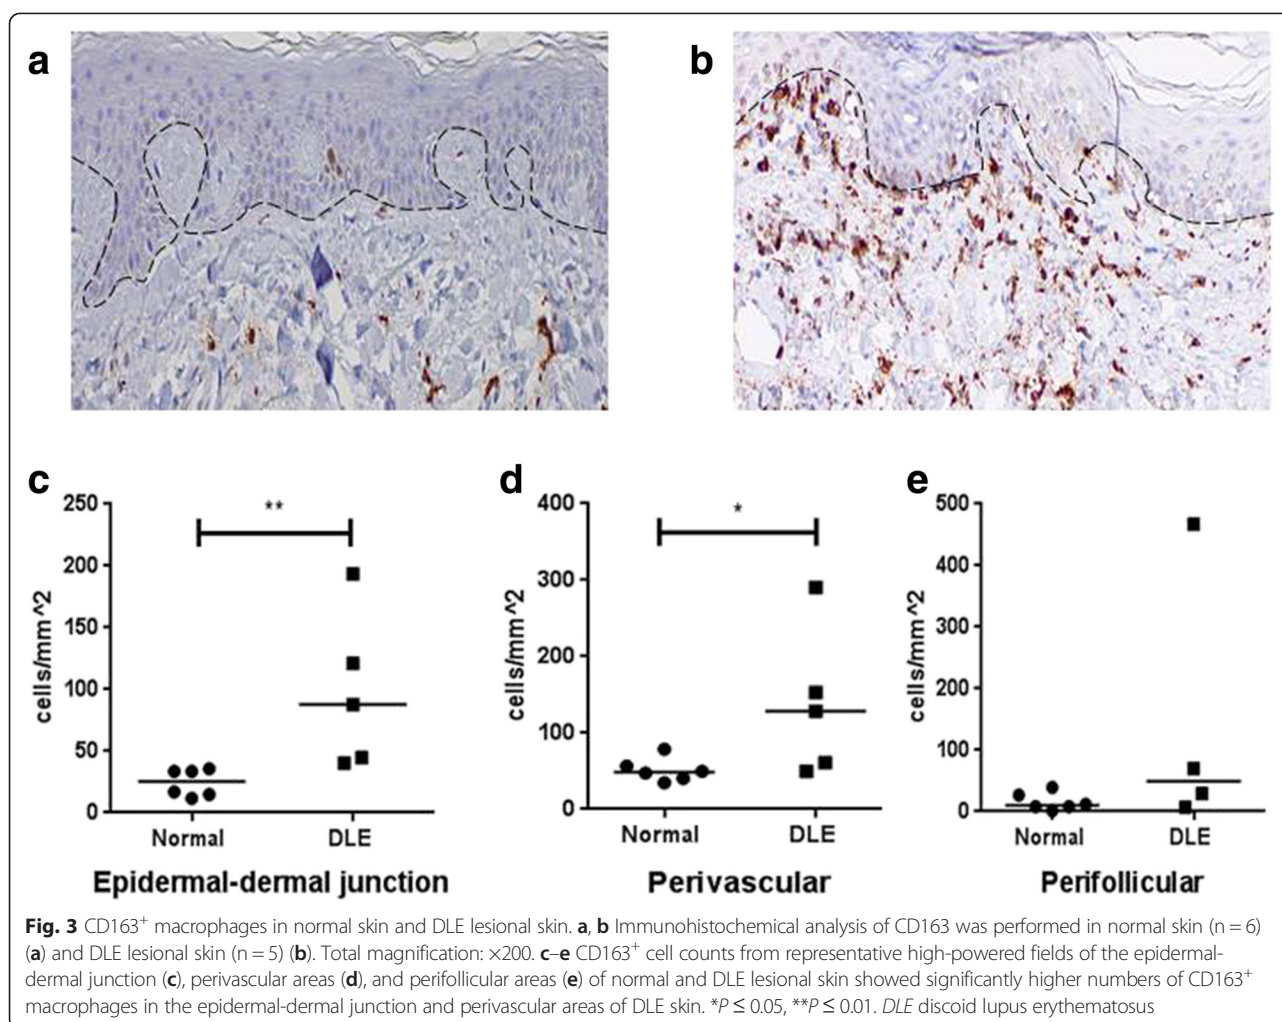 a
b
c
d
e
250
200
150
100
50
0
cells/mm^2
**
Normal
DLE
Epidermal-dermal junction
400
300
200
100
0
cells/mm^2
*
Normal
DLE
Perivascular
500
400
300
200
100
0
cells/mm^2
Normal
DLE
Perifollicular
Fig. 3 CD163⁺ macrophages in normal skin and DLE lesional skin. a, b Immunohistochemical analysis of CD163 was performed in normal skin (n = 6)
(a) and DLE lesional skin (n = 5) (b). Total magnification: ×200. c–e CD163⁺ cell counts from representative high-powered fields of the epidermal-
dermal junction (c), perivascular areas (d), and perifollicular areas (e) of normal and DLE lesional skin showed significantly higher numbers of CD163⁺
macrophages in the epidermal-dermal junction and perivascular areas of DLE skin. *P ≤ 0.05, **P ≤ 0.01. DLE discoid lupus erythematosus